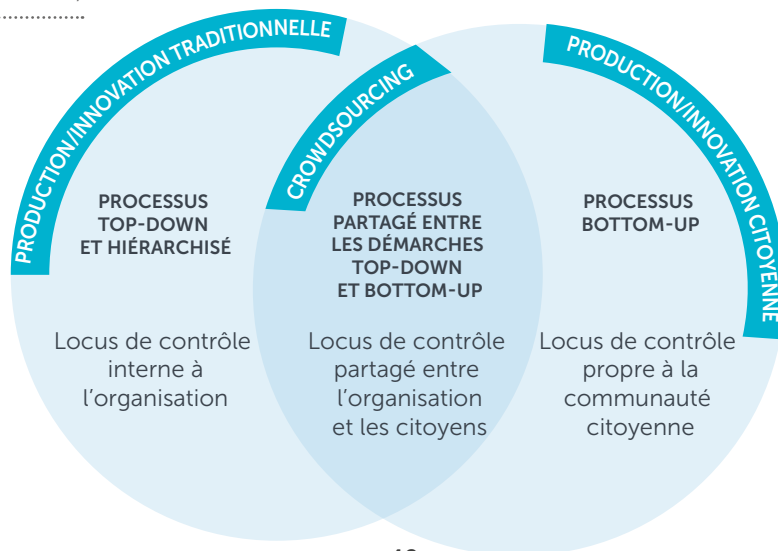 PRODUCTION/INNOVATION TRADITIONNELLE
PROCESSUS
TOP-DOWN
ET HIÉRARCHISÉ
Locus de contrôle
interne à
l’organisation
CROWDSOURCING
PROCESSUS
PARTAGÉ ENTRE
LES DÉMARCHES
TOP-DOWN
ET BOTTOM-UP
Locus de contrôle
partagé entre
l’organisation
et les citoyens
PRODUCTION/INNOVATION CITOYENNE
PROCESSUS
BOTTOM-UP
Locus de contrôle
propre à la
communauté
citoyenne